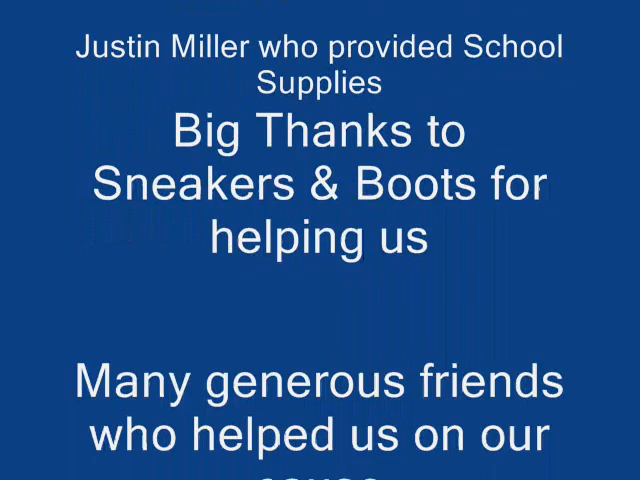 Justin Miller who provided School
Supplies
Big Thanks to
Sneakers & Boots for
helping us
Many generous friends
who helped us on our